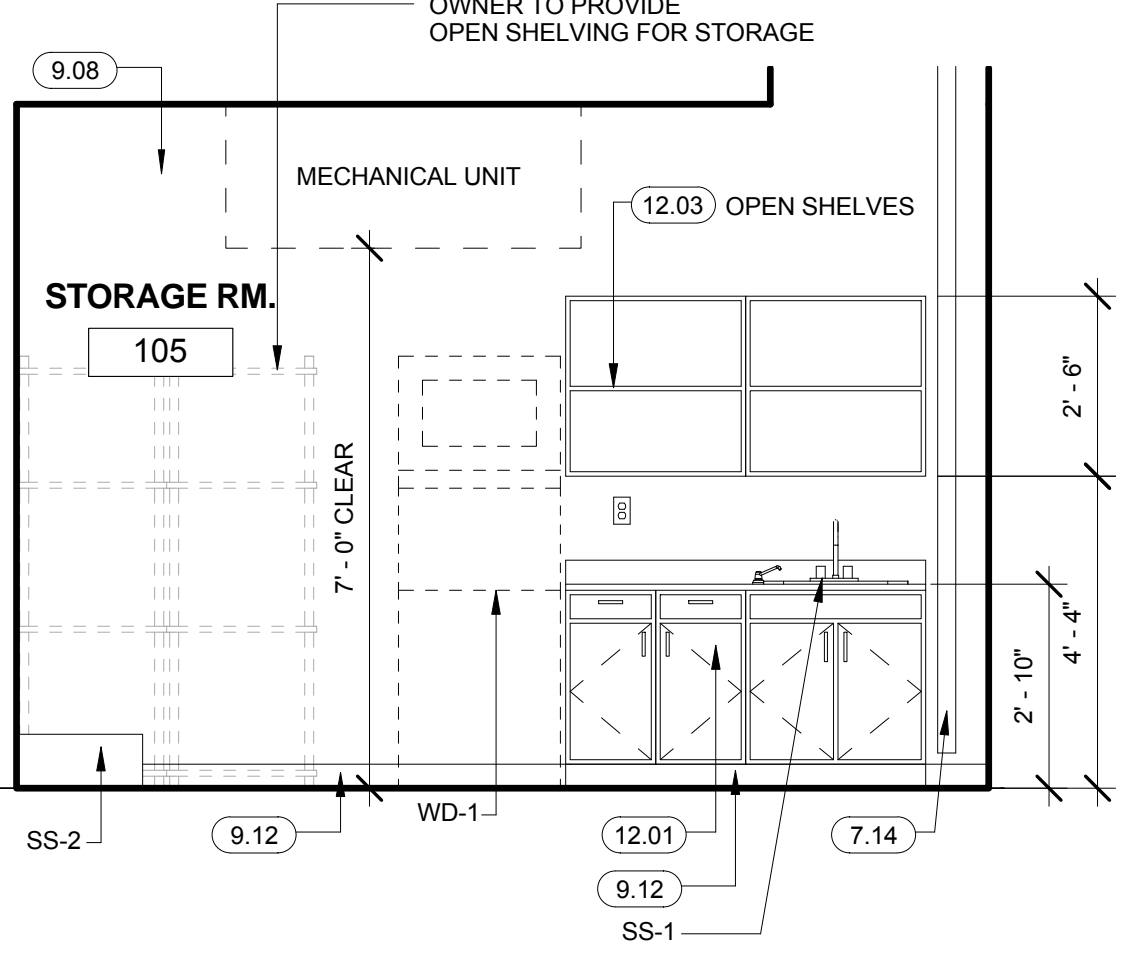 OWNER TO PROVIDE
OPEN SHELVING FOR STORAGE
9.08
MECHANICAL UNIT
12.03 OPEN SHELVES
STORAGE RM.
105
7' - 0" CLEAR
2' - 6"
4' - 4"
2' - 10"
SS-2
9.12
WD-1
12.01
7.14
9.12
SS-1